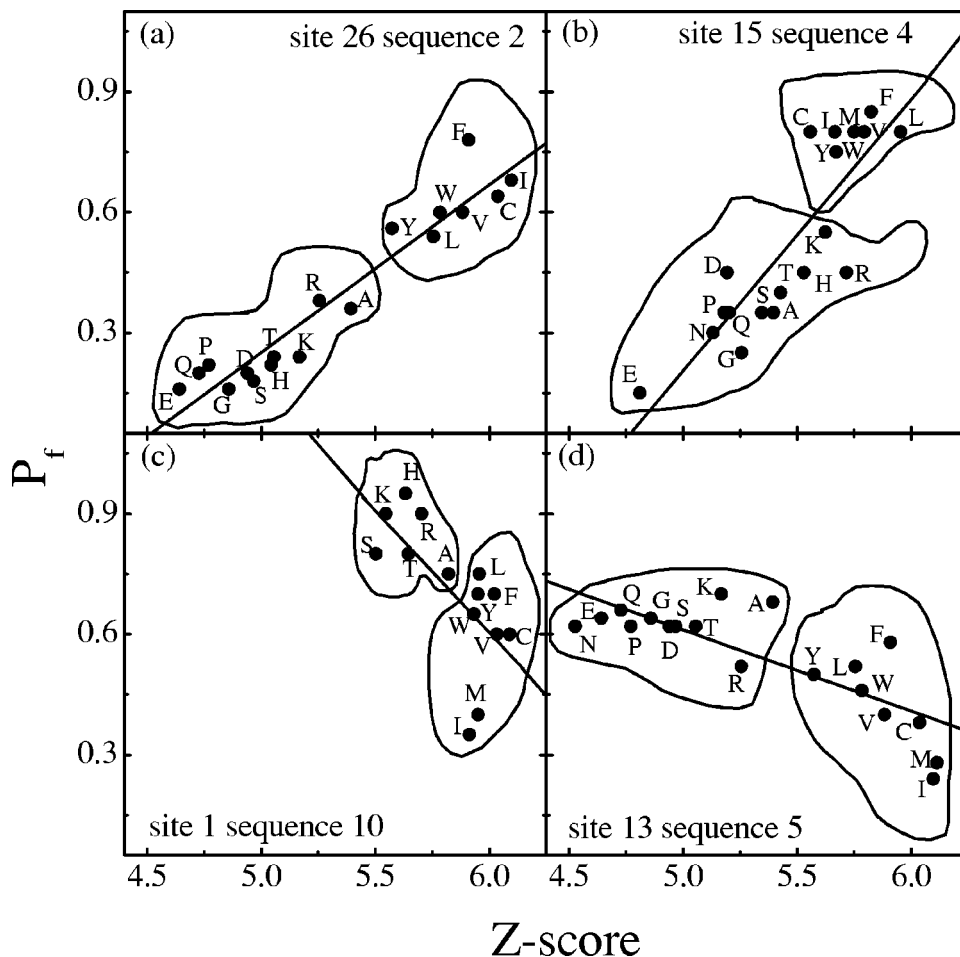 (a)
site 26 sequence 2
0.9
0.6
0.3
F
W
I
Y
L
V
C
R
A
T
K
P
Q
D
E
G
S
H
(b)
site 15 sequence 4
F
C
I
M
V
L
Y
W
K
D
T
H
R
P
S
N
Q
A
G
E
P_f
(c)
0.9
0.6
0.3
H
K
R
S
T
A
L
F
W
Y
V
C
M
I
site 1 sequence 10
(d)
K
E
Q
G
S
A
N
P
D
T
R
F
Y
L
W
V
C
M
I
site 13 sequence 5
4.5 5.0 5.5 6.0 4.5 5.0 5.5 6.0
Z-score